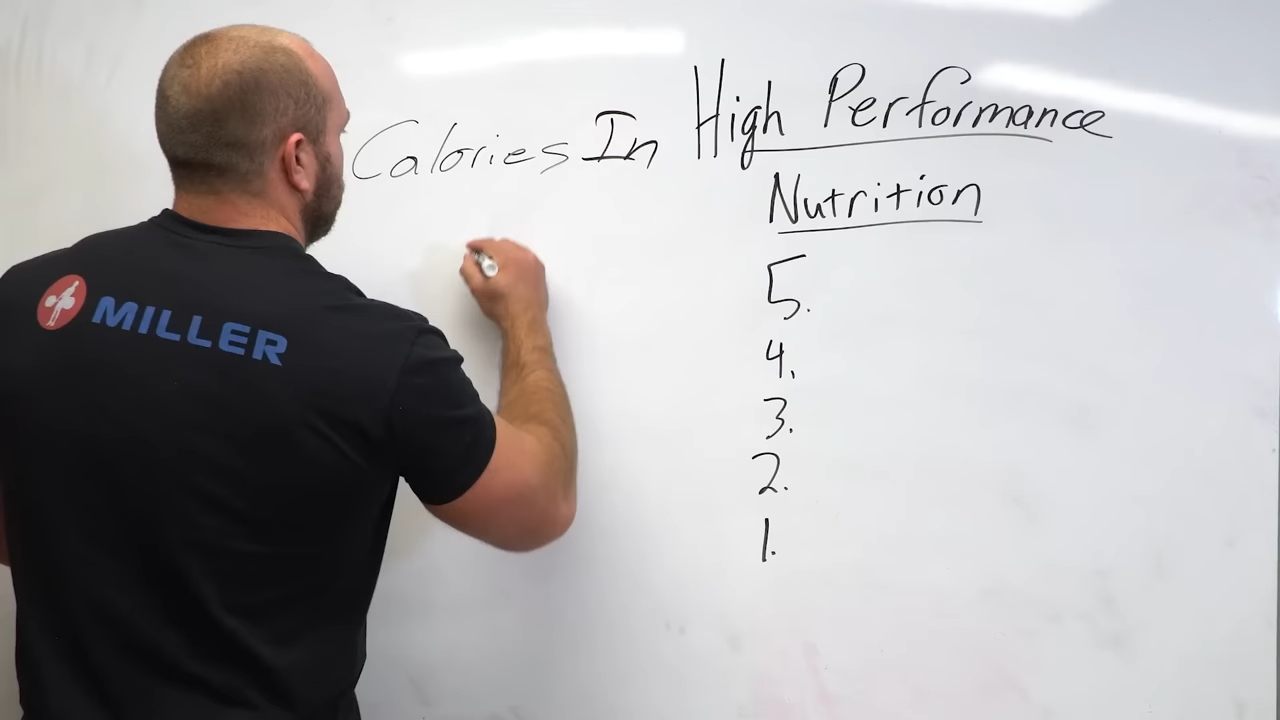 High Performance
Nutrition
Calories In
5.
4.
3.
2.
1.
MILLER